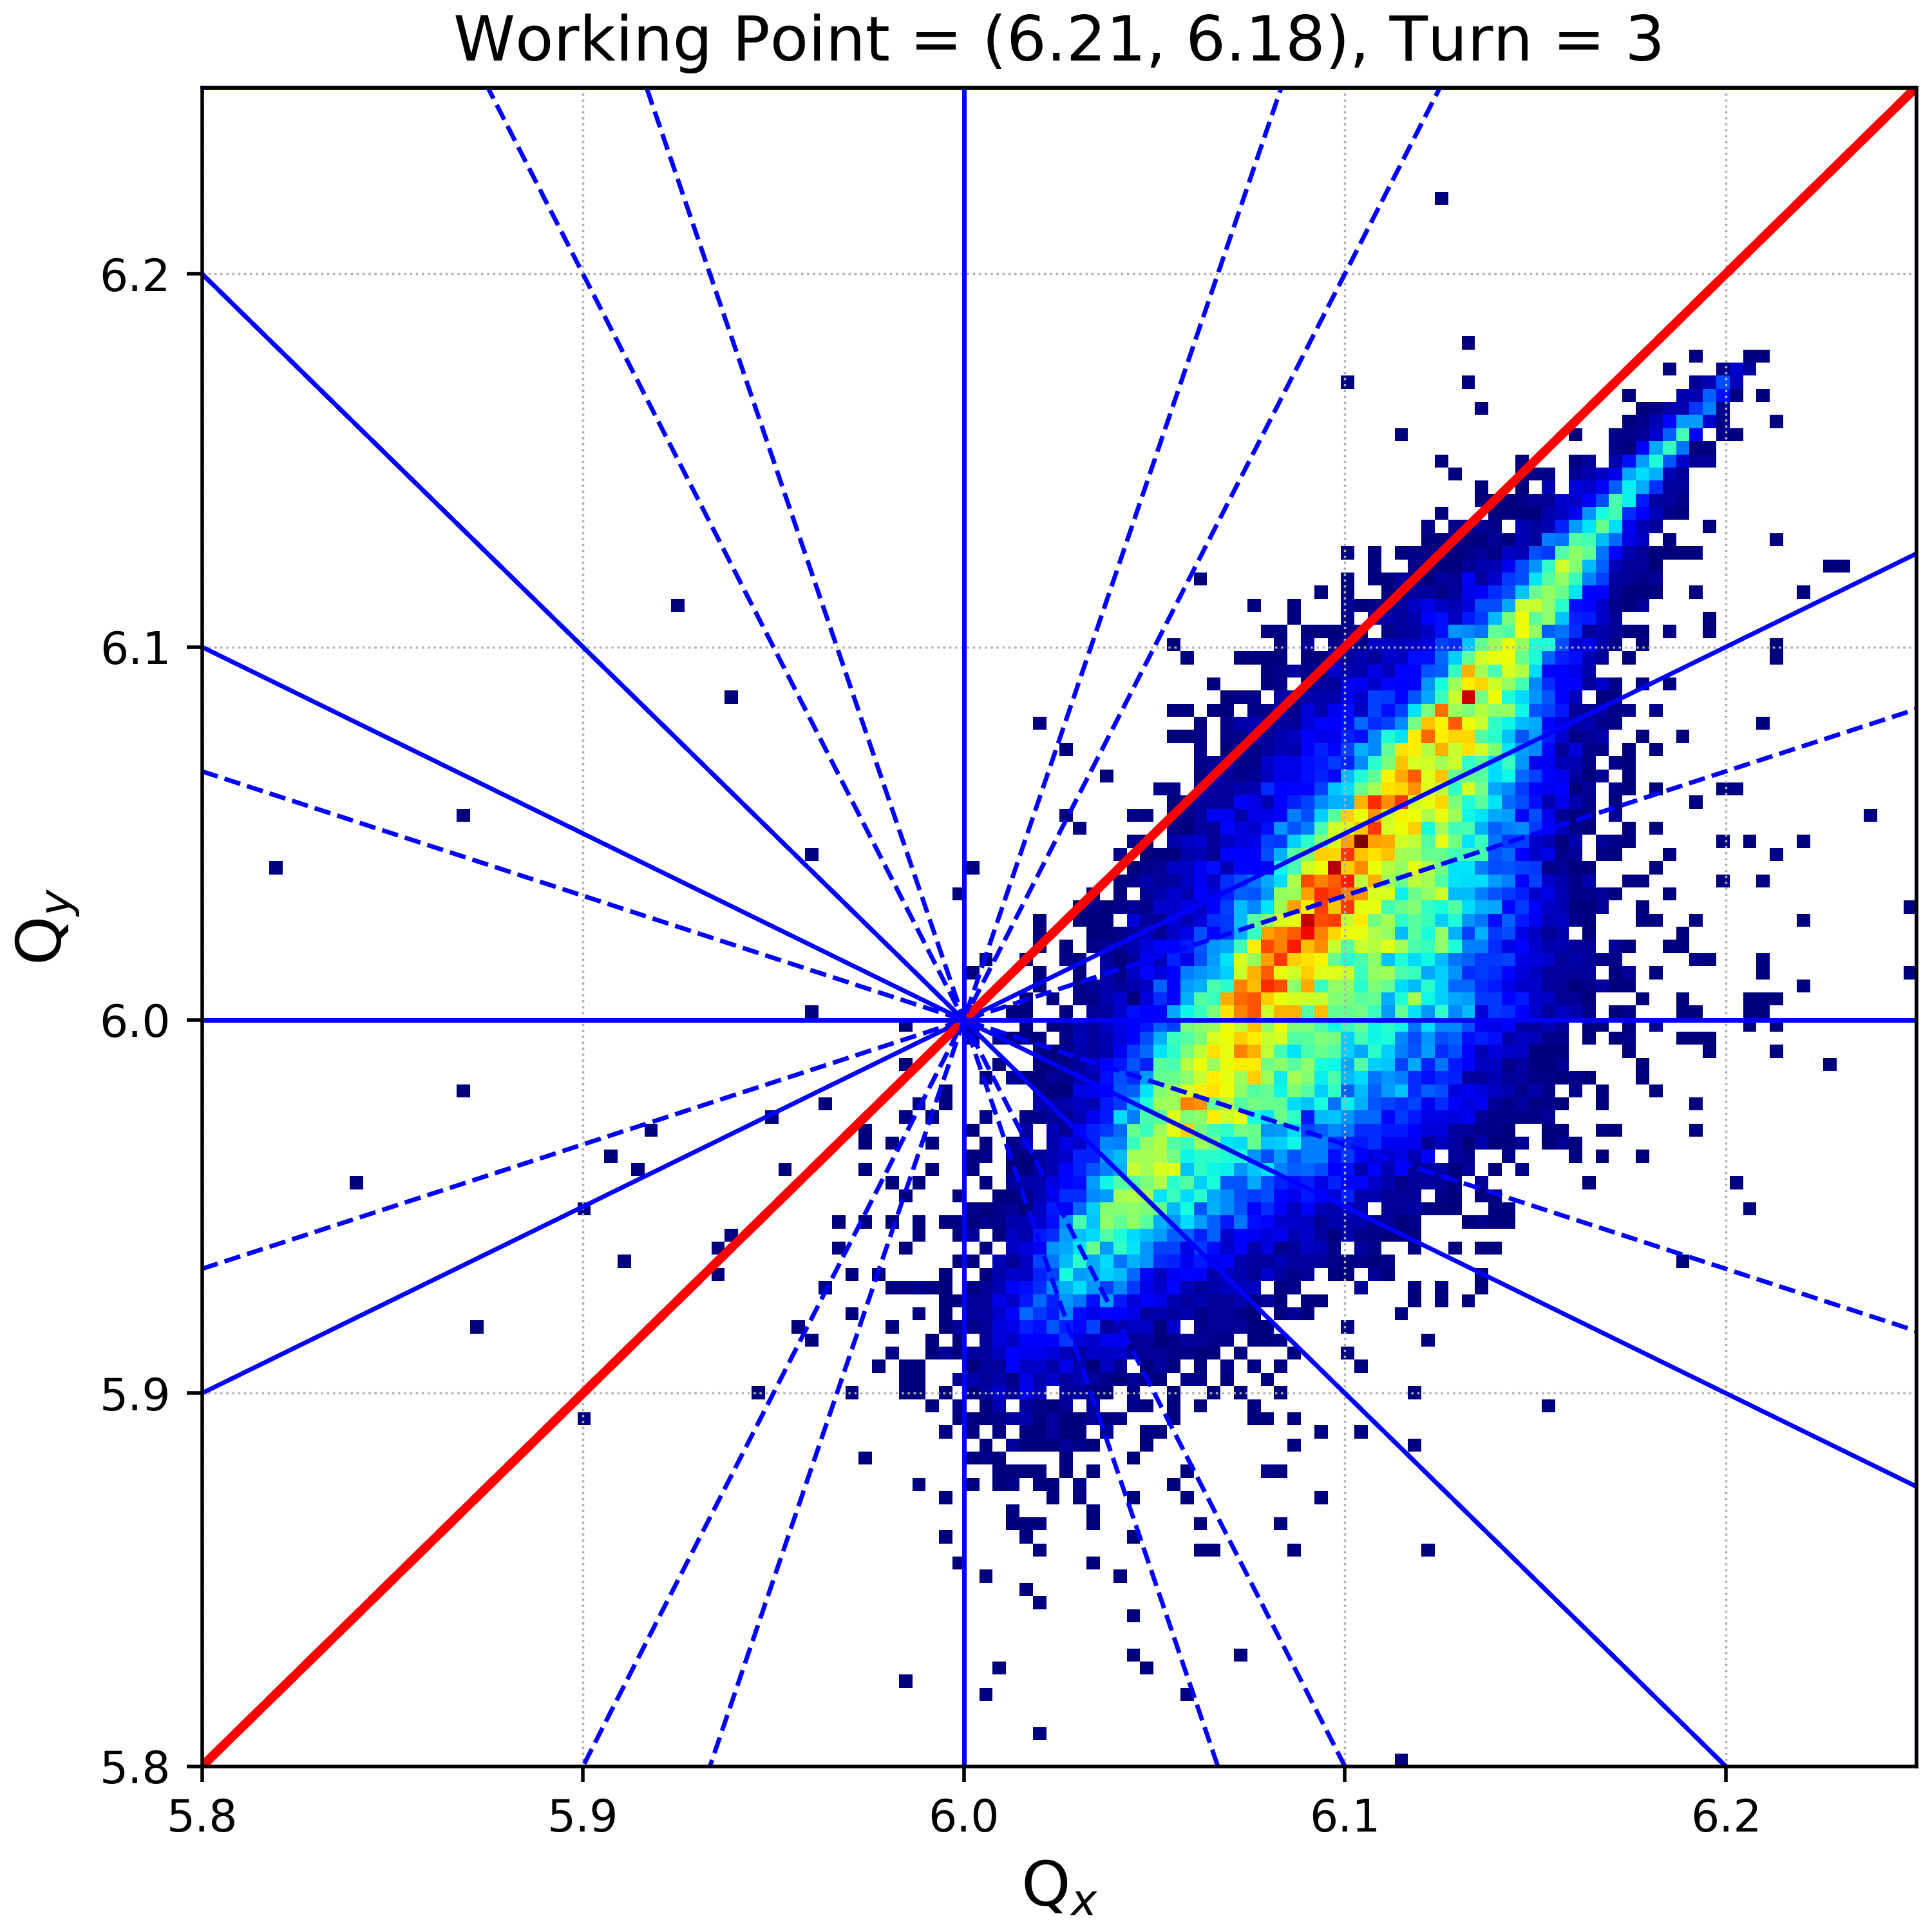 Working Point = (6.21, 6.18), Turn = 3
6.2
6.1
6.0
5.9
5.8
Qy
5.8 5.9 6.0 6.1 6.2
Qx